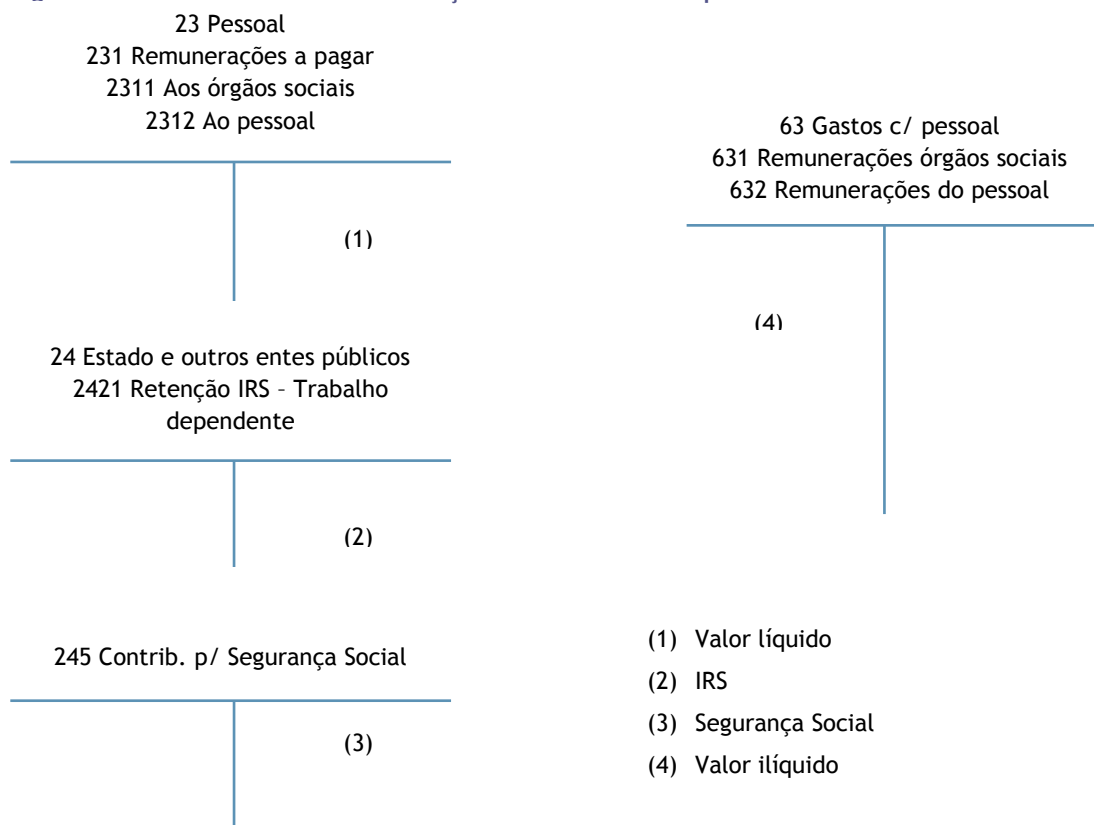 23 Pessoal
231 Remunerações a pagar
2311 Aos órgãos sociais
2312 Ao pessoal
(1)
63 Gastos c/ pessoal
631 Remunerações órgãos sociais
632 Remunerações do pessoal
(4)
24 Estado e outros entes públicos
2421 Retenção IRS – Trabalho
dependente
(2)
245 Contrib. p/ Segurança Social
(3)
(1) Valor líquido
(2) IRS
(3) Segurança Social
(4) Valor ilíquido